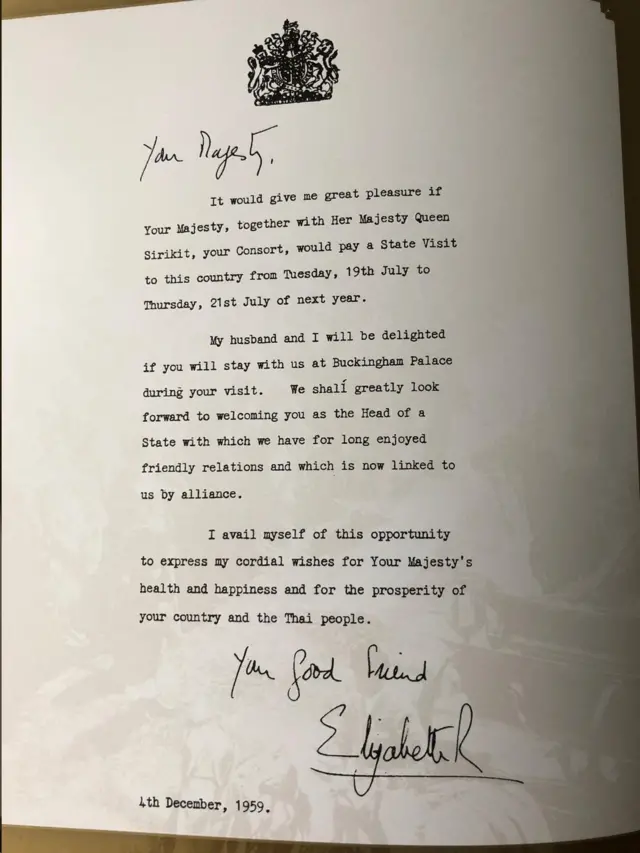 Your Majesty,
It would give me great pleasure if
Your Majesty, together with Her Majesty Queen
Sirikit, your Consort, would pay a State Visit
to this country from Tuesday, 19th July to
Thursday, 21st July of next year.
My husband and I will be delighted
if you will stay with us at Buckingham Palace
during your visit. We shall greatly look
forward to welcoming you as the Head of a
State with which we have for long enjoyed
friendly relations and which is now linked to
us by alliance.
I avail myself of this opportunity
to express my cordial wishes for Your Majesty's
health and happiness and for the prosperity of
your country and the Thai people.
Your Good Friend
Elizabeth R
4th December, 1959.